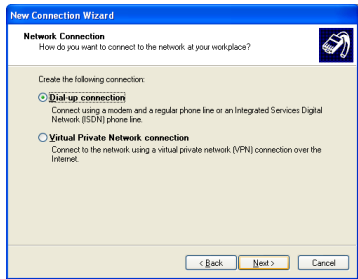 New Connection Wizard
Network Connection
How do you want to connect to the network at your workplace?
Create the following connection:
Dial-up connection
Connect using a modem and a regular phone line or an Integrated Services Digital
Network (ISDN) phone line.
Virtual Private Network connection
Connect to the network using a virtual private network (VPN) connection over the
Internet.
< Back
Next >
Cancel